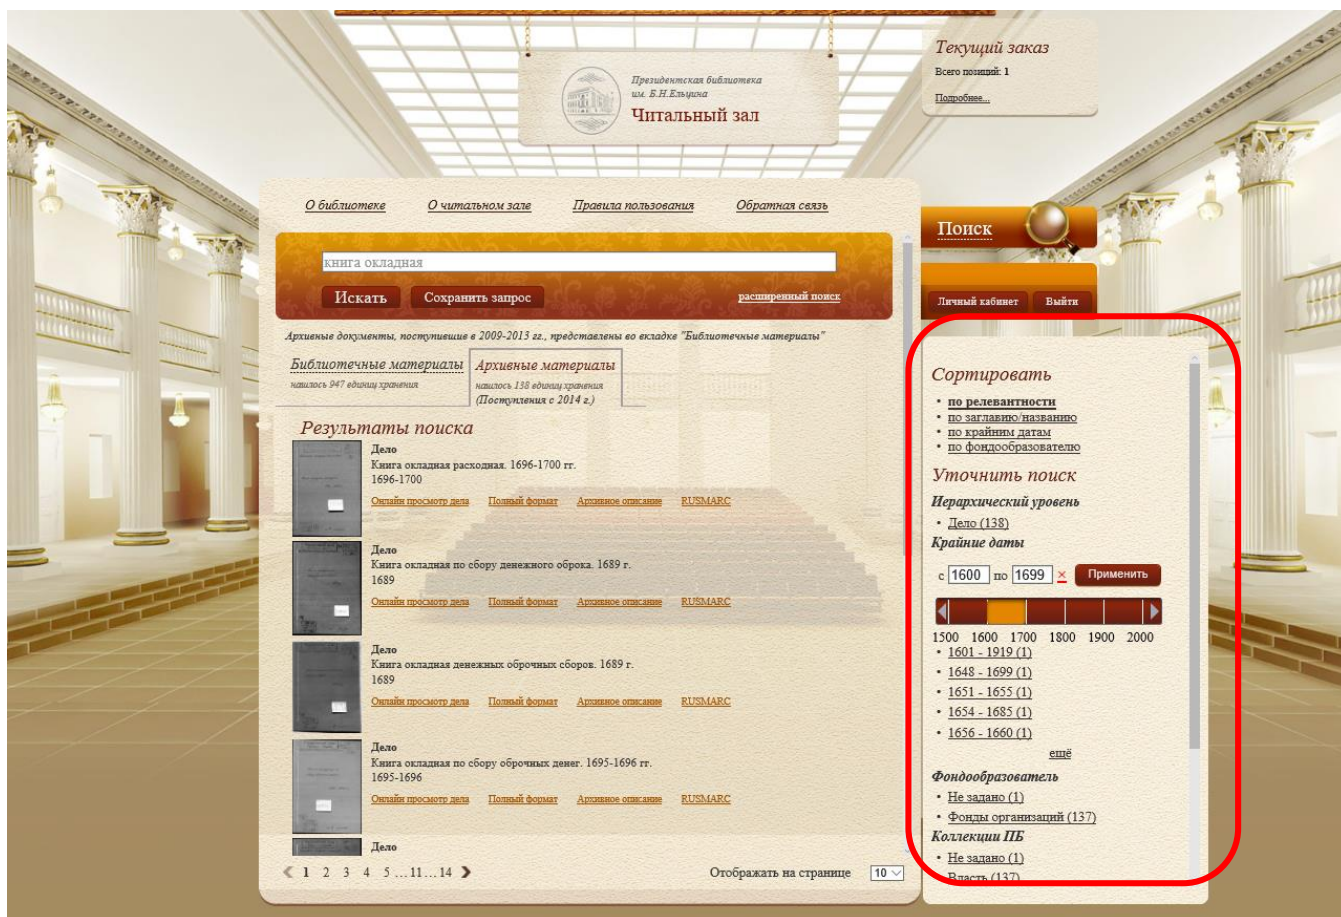 Президентская библиотека
им. Б.Н.Ельцина
Читальный зал
Текущий заказ
Всего позиций: 1
Подробнее...
О библиотеке О читальном зале Правила пользования Обратная связь
Поиск
книга окладная
Искать Сохранить запрос расширенный поиск
Личный кабинет Выйти
Архивные документы, поступившие в 2009-2013 гг., представлены во вкладке "Библиотечные материалы"
Библиотечные материалы
нашлось 947 единиц хранения
Архивные материалы
нашлось 138 единиц хранения
(Поступления с 2014 г.)
Результаты поиска
Дело
Книга окладная расходная. 1696-1700 гг.
1696-1700
Онлайн просмотр дела Полный формат Архивное описание RUSMARC
Дело
Книга окладная по сбору денежного оброка. 1689 г.
1689
Онлайн просмотр дела Полный формат Архивное описание RUSMARC
Дело
Книга окладная денежных оброчных сборов. 1689 г.
1689
Онлайн просмотр дела Полный формат Архивное описание RUSMARC
Дело
Книга окладная по сбору оброчных денег. 1695-1696 гг.
1695-1696
Онлайн просмотр дела Полный формат Архивное описание RUSMARC
Дело
1 2 3 4 5 ...11...14
Отображать на странице 10
Сортировать
• по релевантности
• по заглавию/названию
• по крайним датам
• по фондообразователю
Уточнить поиск
Иерархический уровень
• Дело (138)
Крайние даты
с 1600 по 1699 × Применить
1500 1600 1700 1800 1900 2000
• 1601 - 1919 (1)
• 1648 - 1699 (1)
• 1651 - 1655 (1)
• 1654 - 1685 (1)
• 1656 - 1660 (1)
ещё
Фондообразователь
• Не задано (1)
• Фонды организаций (137)
Коллекции ПБ
• Не задано (1)
• Власть (137)